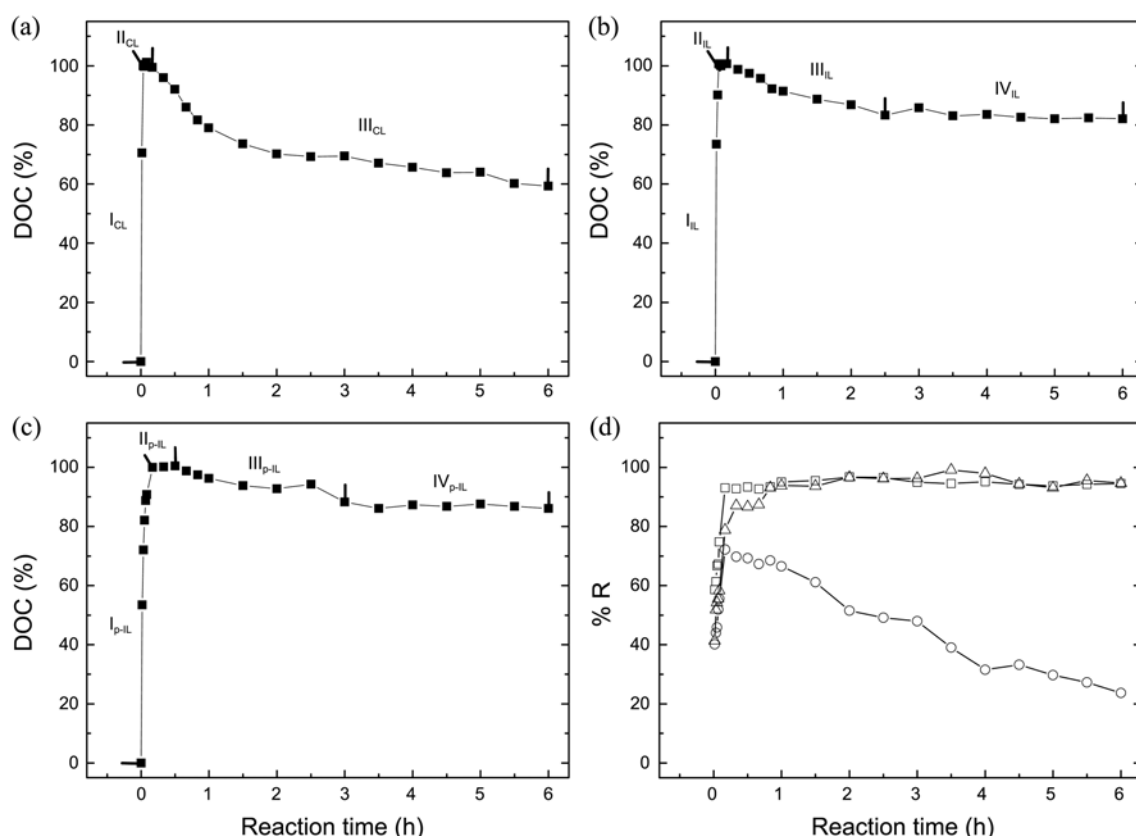 (a)
II_CL
100
80
60
40
20
0
DOC (%)
I_CL
III_CL
0 1 2 3 4 5 6
(b)
II_IL
100
80
60
40
20
0
DOC (%)
I_IL
III_IL
IV_IL
0 1 2 3 4 5 6
(c)
II_p-IL
100
80
60
40
20
0
DOC (%)
I_p-IL
III_p-IL
IV_p-IL
0 1 2 3 4 5 6
Reaction time (h)
(d)
100
80
60
40
20
0
% R
0 1 2 3 4 5 6
Reaction time (h)